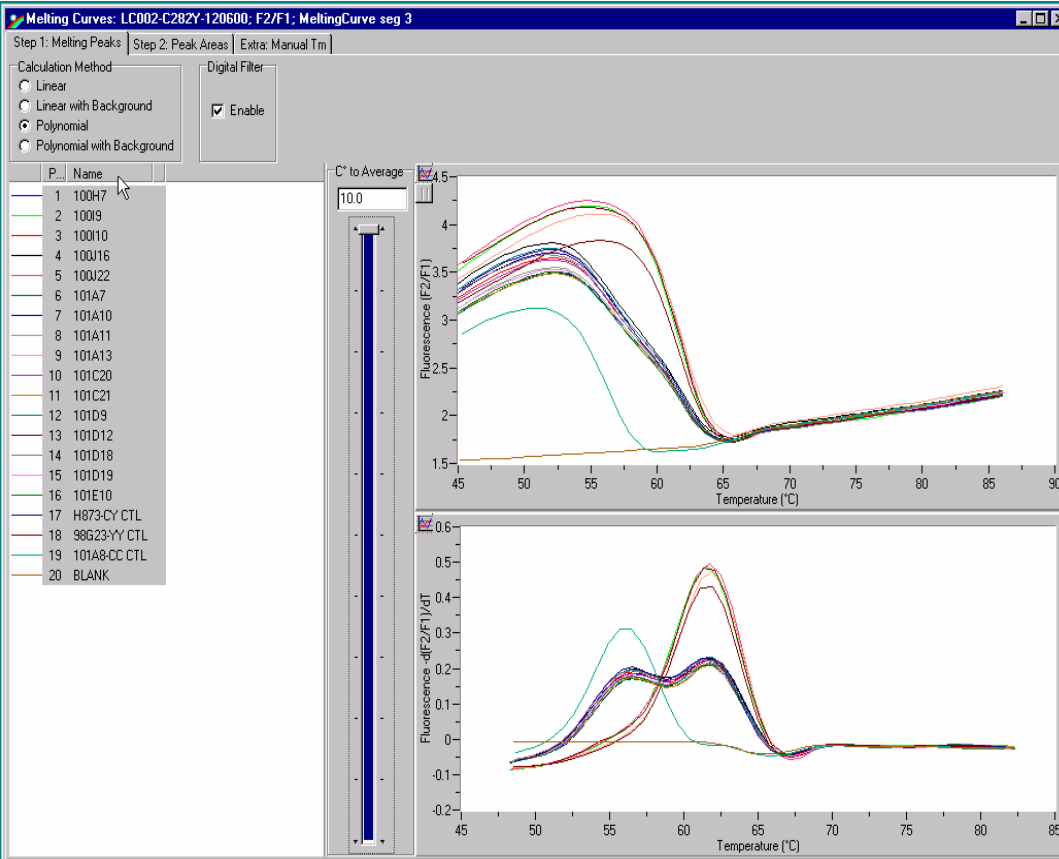 Melting Curves: LC002-C282Y-120600; F2/F1; MeltingCurve seg 3
Step 1: Melting Peaks Step 2: Peak Areas Extra: Manual Tm
Calculation Method
Linear
Linear with Background
Polynomial
Polynomial with Background
Digital Filter
Enable
P... Name
1 100H7
2 100I9
3 100I10
4 100J16
5 100J22
6 101A7
7 101A10
8 101A11
9 101A13
10 101C20
11 101C21
12 101D9
13 101D12
14 101D18
15 101D19
16 101E10
17 H873-CY CTL
18 98G23-YY CTL
19 101A8-CC CTL
20 BLANK
C° to Average
10.0
Fluorescence (F2/F1)
4.5
4
3.5
3
2.5
2
1.5
45 50 55 60 65 70 75 80 85 90
Temperature (°C)
Fluorescence -d(F2/F1)/dT
0.6
0.5
0.4
0.3
0.2
0.1
0
-0.1
-0.2
45 50 55 60 65 70 75 80 85
Temperature (°C)